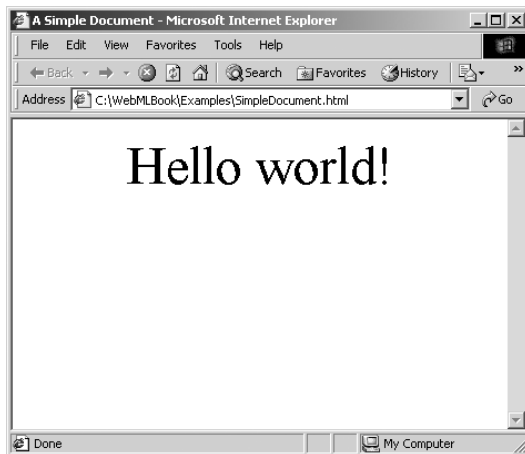 A Simple Document - Microsoft Internet Explorer
File Edit View Favorites Tools Help
Back Search Favorites History »
Address C:\WebMLBook\Examples\SimpleDocument.html Go
Hello world!
Done My Computer